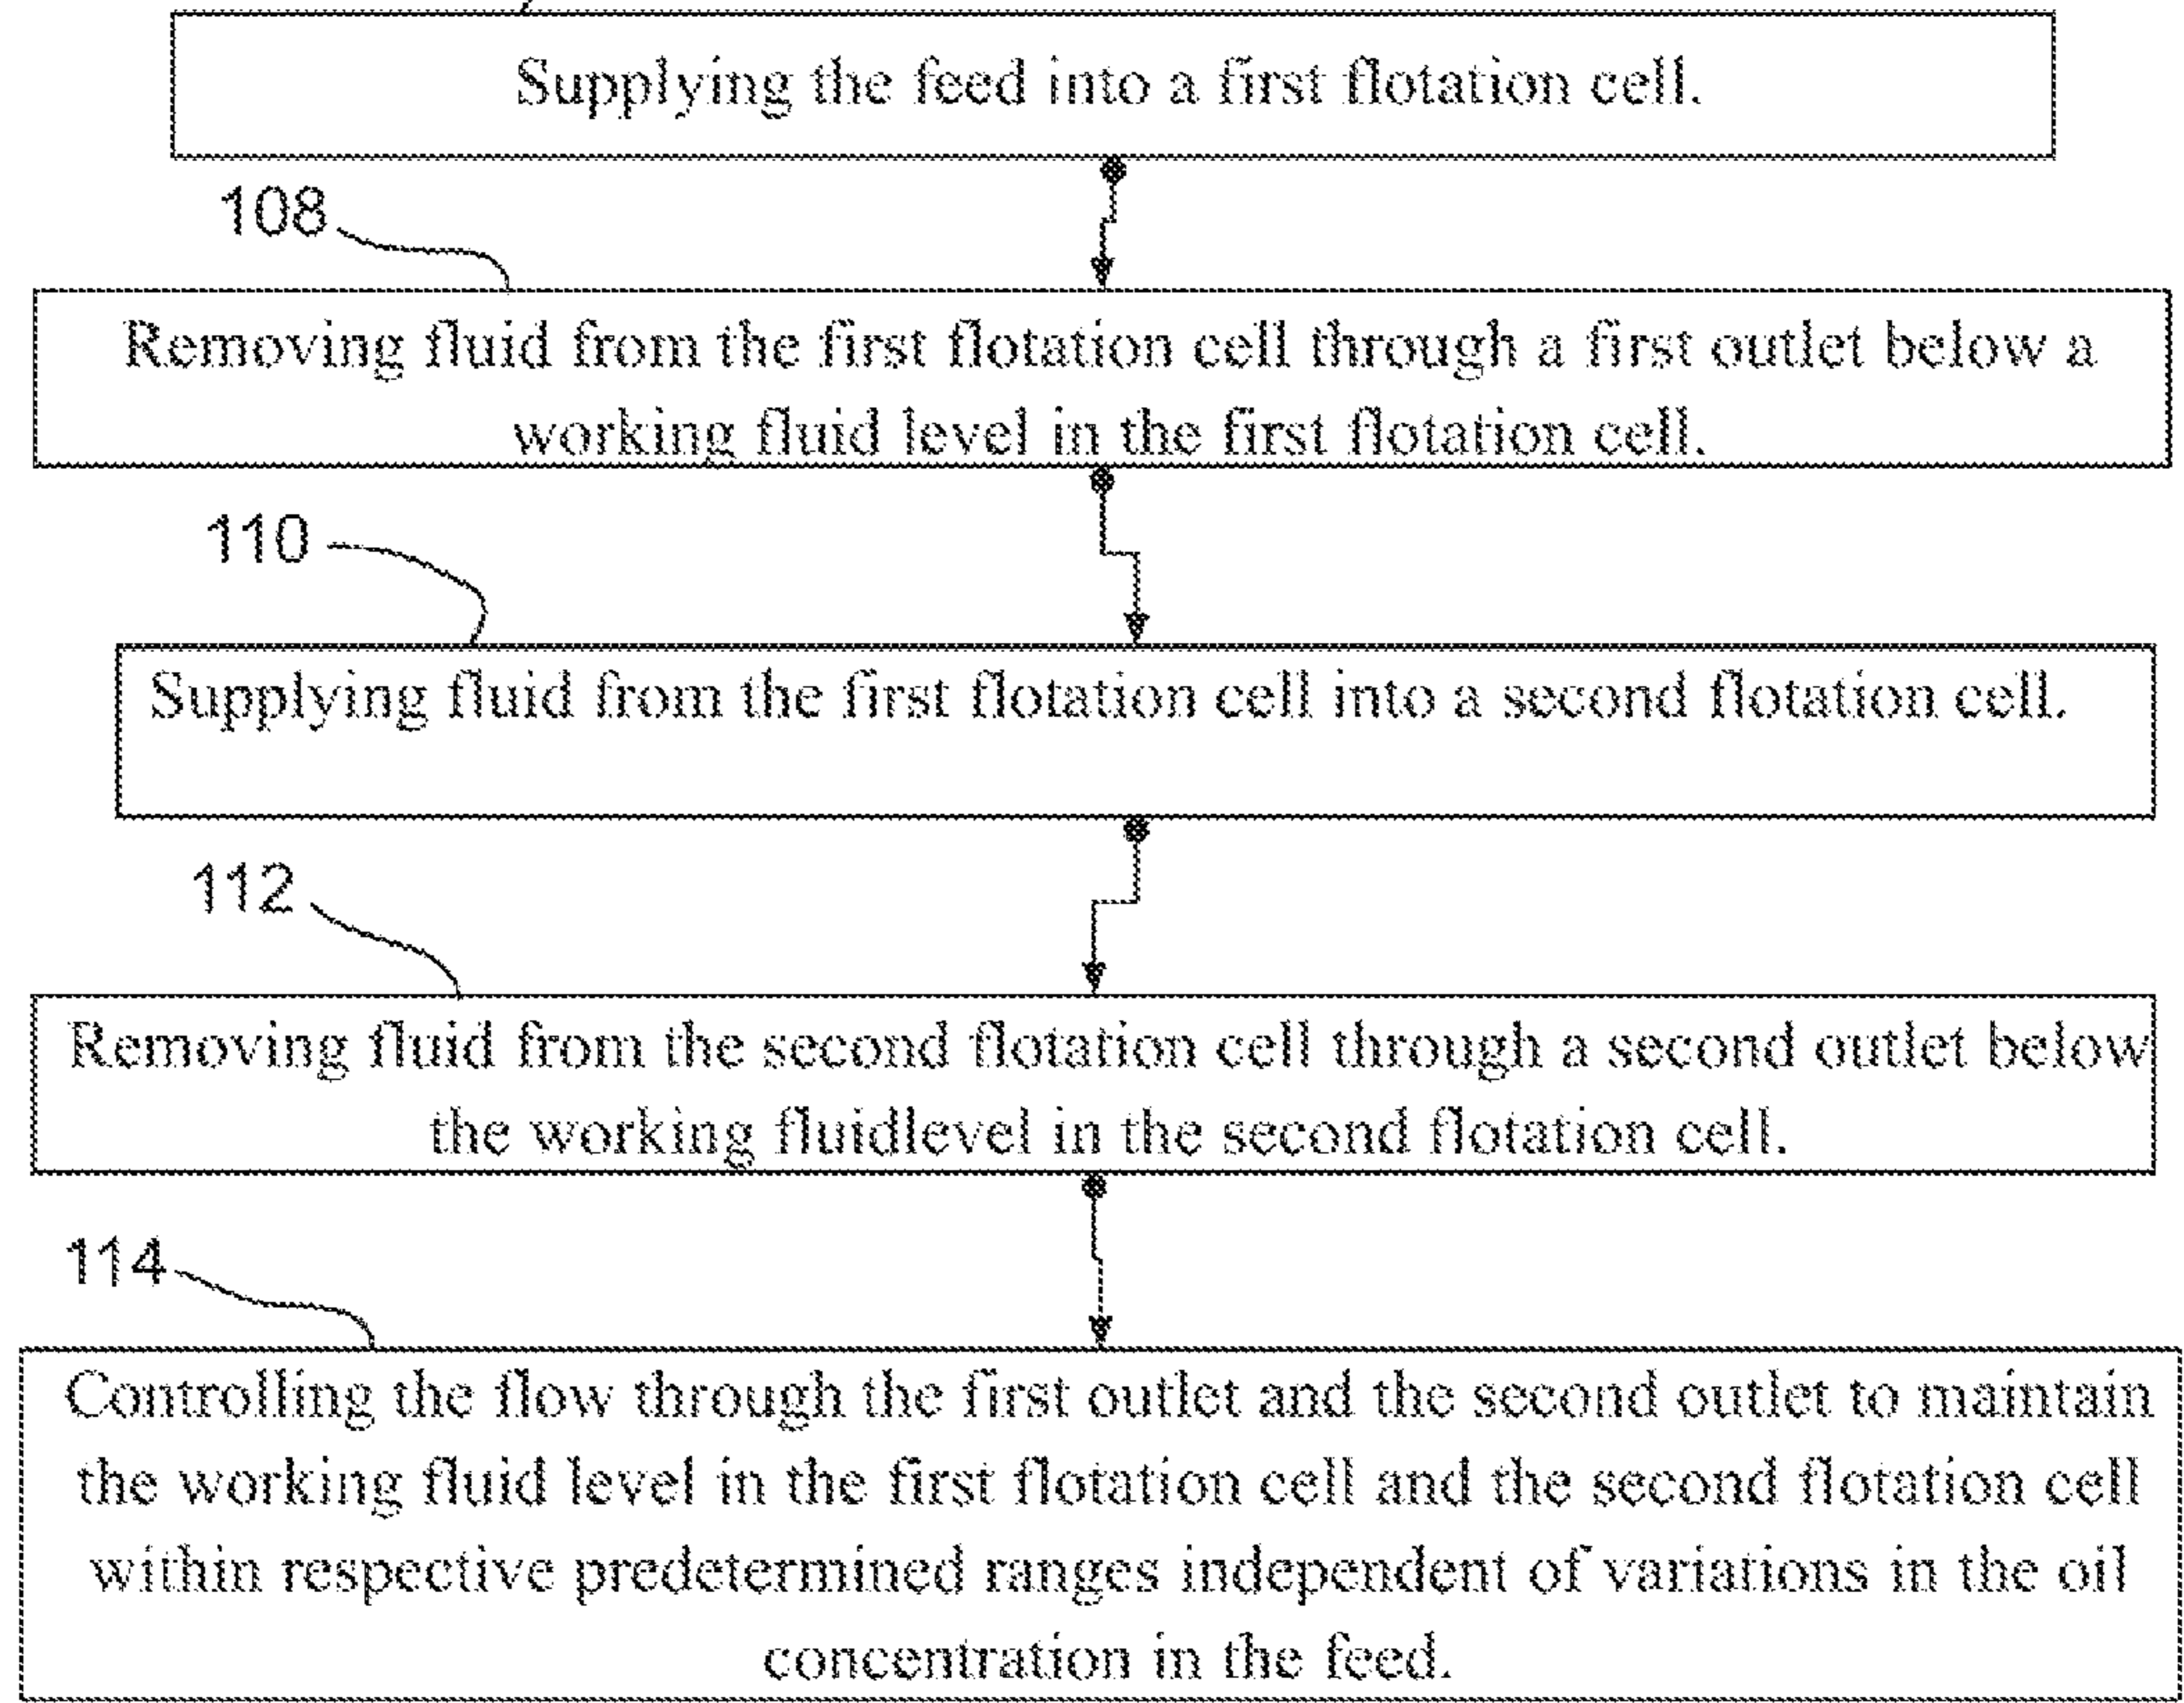 Supplying the feed into a first flotation cell.
108
Removing fluid from the first flotation cell through a first outlet below a
working fluid level in the first flotation cell.
110
Supplying fluid from the first flotation cell into a second flotation cell.
112
Removing fluid from the second flotation cell through a second outlet below
the working fluidlevel in the second flotation cell.
114
Controlling the flow through the first outlet and the second outlet to maintain
the working fluid level in the first flotation cell and the second flotation cell
within respective predetermined ranges independent of variations in the oil
concentration in the feed.